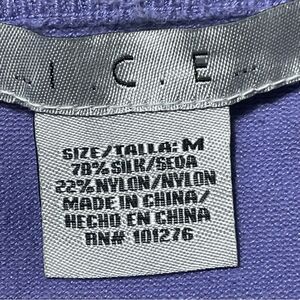 I.C.E
SIZE/TALLA: M
78% SILK/SEDA
22% NYLON/NYLON
MADE IN CHINA/
HECHO EN CHINA
RN# 101276